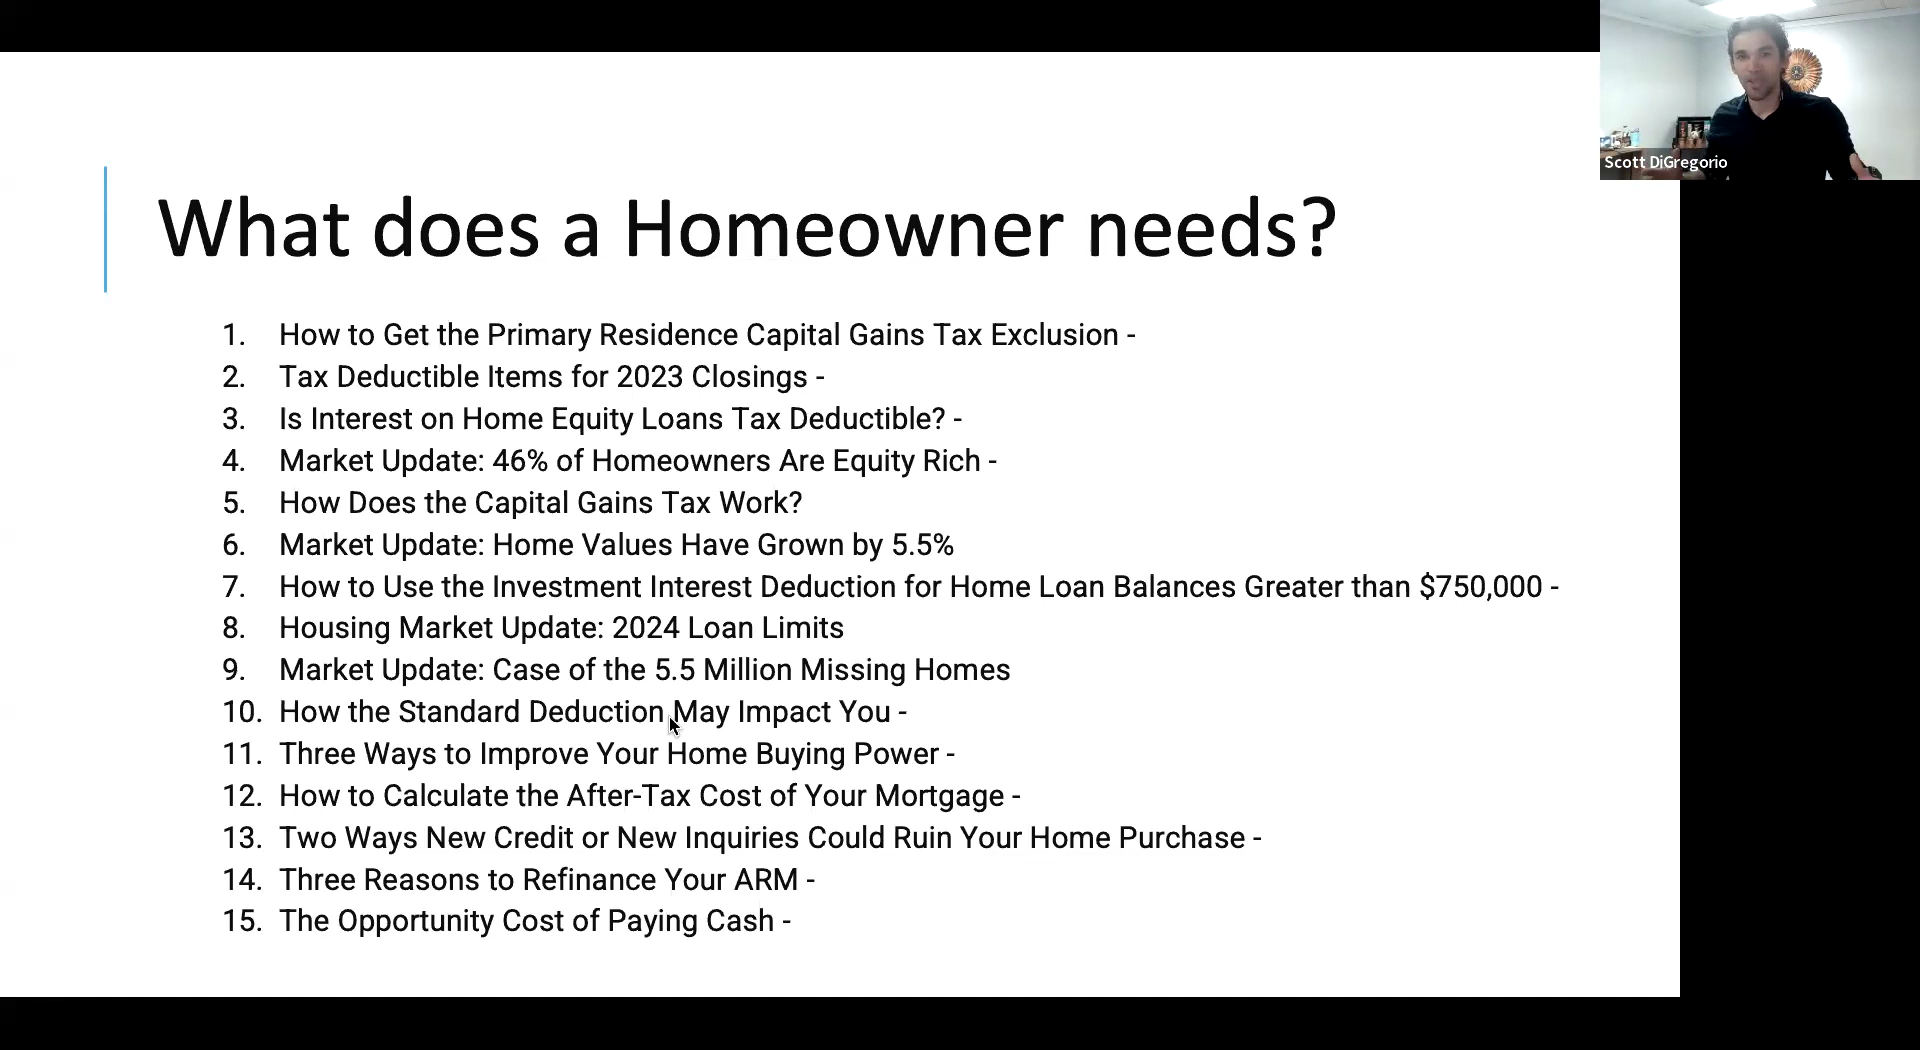 Scott DiGregorio
What does a Homeowner needs?
1. How to Get the Primary Residence Capital Gains Tax Exclusion -
2. Tax Deductible Items for 2023 Closings -
3. Is Interest on Home Equity Loans Tax Deductible? -
4. Market Update: 46% of Homeowners Are Equity Rich -
5. How Does the Capital Gains Tax Work?
6. Market Update: Home Values Have Grown by 5.5%
7. How to Use the Investment Interest Deduction for Home Loan Balances Greater than $750,000 -
8. Housing Market Update: 2024 Loan Limits
9. Market Update: Case of the 5.5 Million Missing Homes
10. How the Standard Deduction May Impact You -
11. Three Ways to Improve Your Home Buying Power -
12. How to Calculate the After-Tax Cost of Your Mortgage -
13. Two Ways New Credit or New Inquiries Could Ruin Your Home Purchase -
14. Three Reasons to Refinance Your ARM -
15. The Opportunity Cost of Paying Cash -